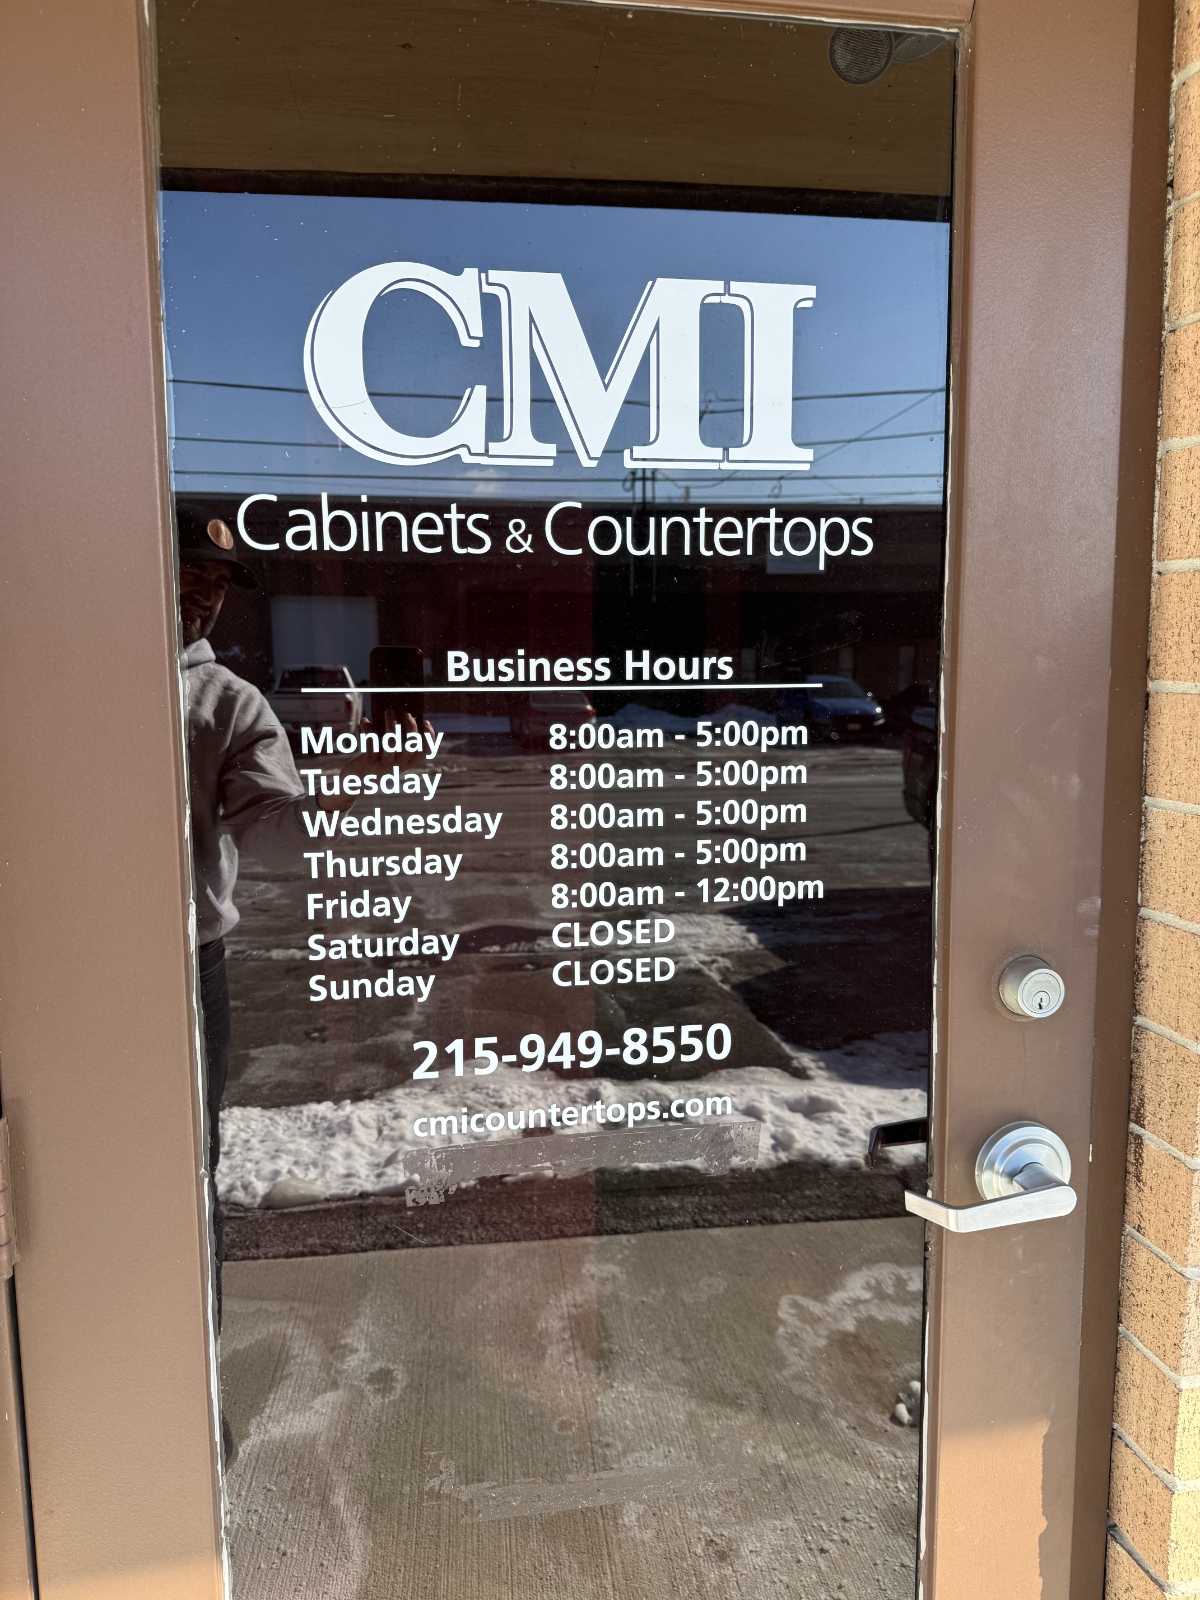 CMI
Cabinets & Countertops
Business Hours
Monday 8:00am - 5:00pm
Tuesday 8:00am - 5:00pm
Wednesday 8:00am - 5:00pm
Thursday 8:00am - 5:00pm
Friday 8:00am - 12:00pm
Saturday CLOSED
Sunday CLOSED
215-949-8550
cmicountertops.com